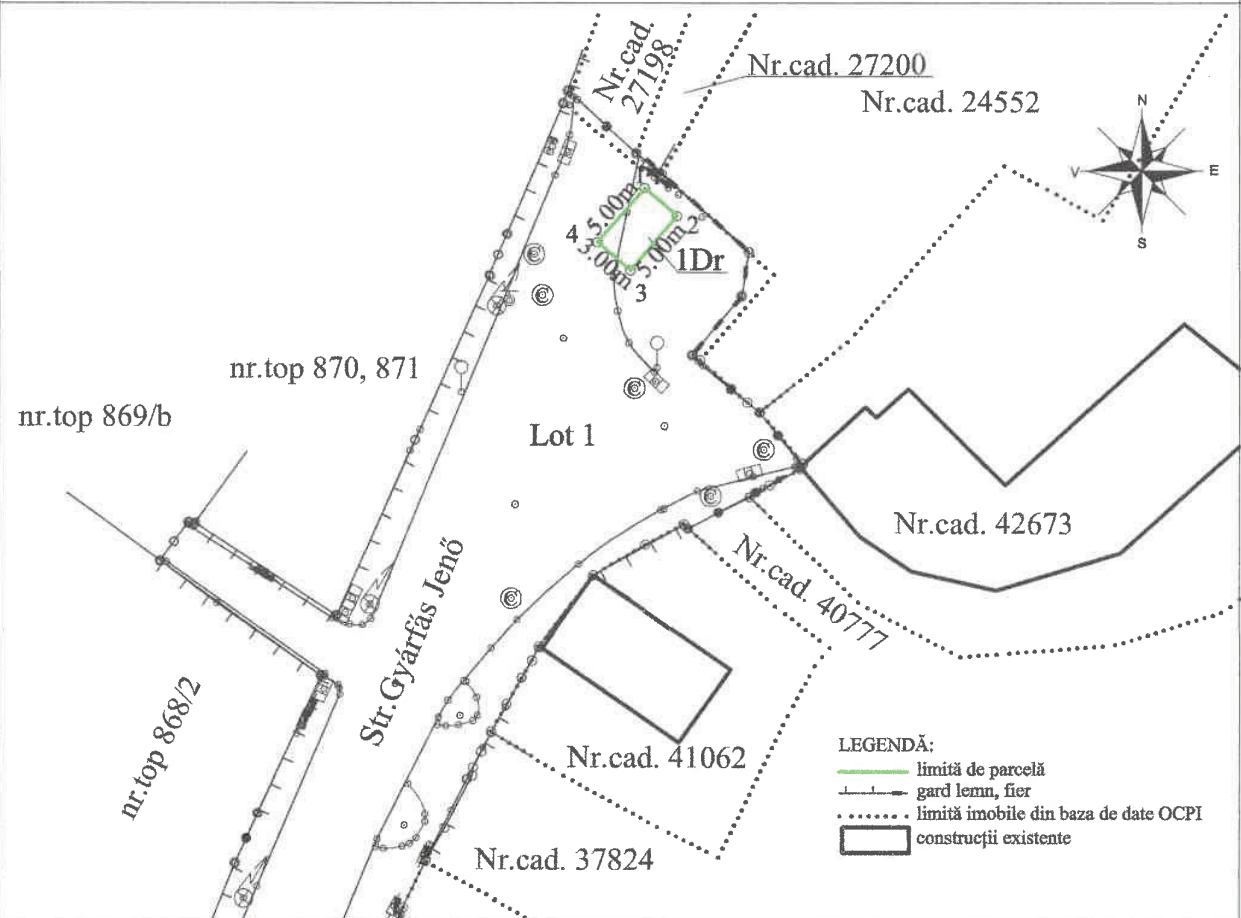 Nr.cad.
27198
Nr.cad. 27200
Nr.cad. 24552
N
V
E
S
5.00m
2
4
3.00m
5.00m
1Dr
3
nr.top 870, 871
nr.top 869/b
Lot 1
Nr.cad. 42673
Nr.cad. 40777
Str.Gyárfás Jenő
nr.top 868/2
Nr.cad. 41062
Nr.cad. 37824
LEGENDĂ:
limită de parcelă
gard lemn, fier
limită imobile din baza de date OCPI
construcții existente